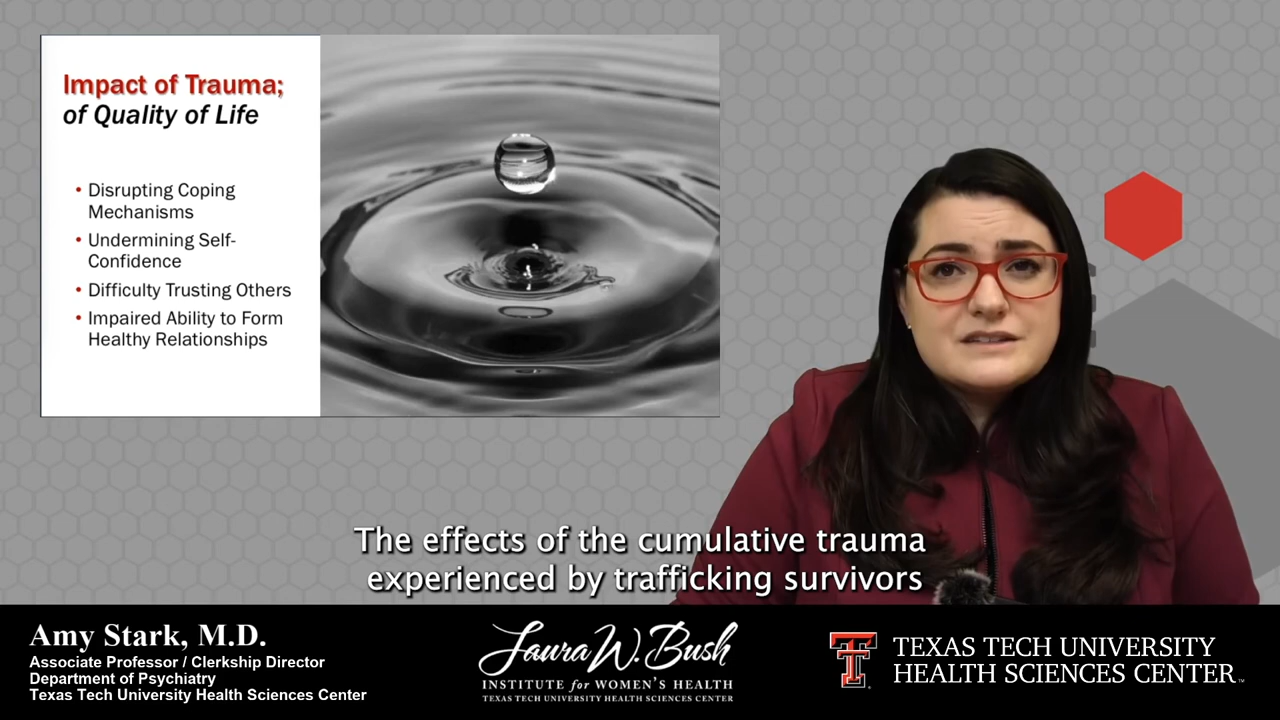 Impact of Trauma;
of Quality of Life
• Disrupting Coping
Mechanisms
• Undermining Self-
Confidence
• Difficulty Trusting Others
• Impaired Ability to Form
Healthy Relationships
The effects of the cumulative trauma
experienced by trafficking survivors
Amy Stark, M.D.
Associate Professor / Clerkship Director
Department of Psychiatry
Texas Tech University Health Sciences Center
Laura W. Bush
INSTITUTE for WOMEN'S HEALTH
TEXAS TECH UNIVERSITY HEALTH SCIENCES CENTER
TEXAS TECH UNIVERSITY
HEALTH SCIENCES CENTER™